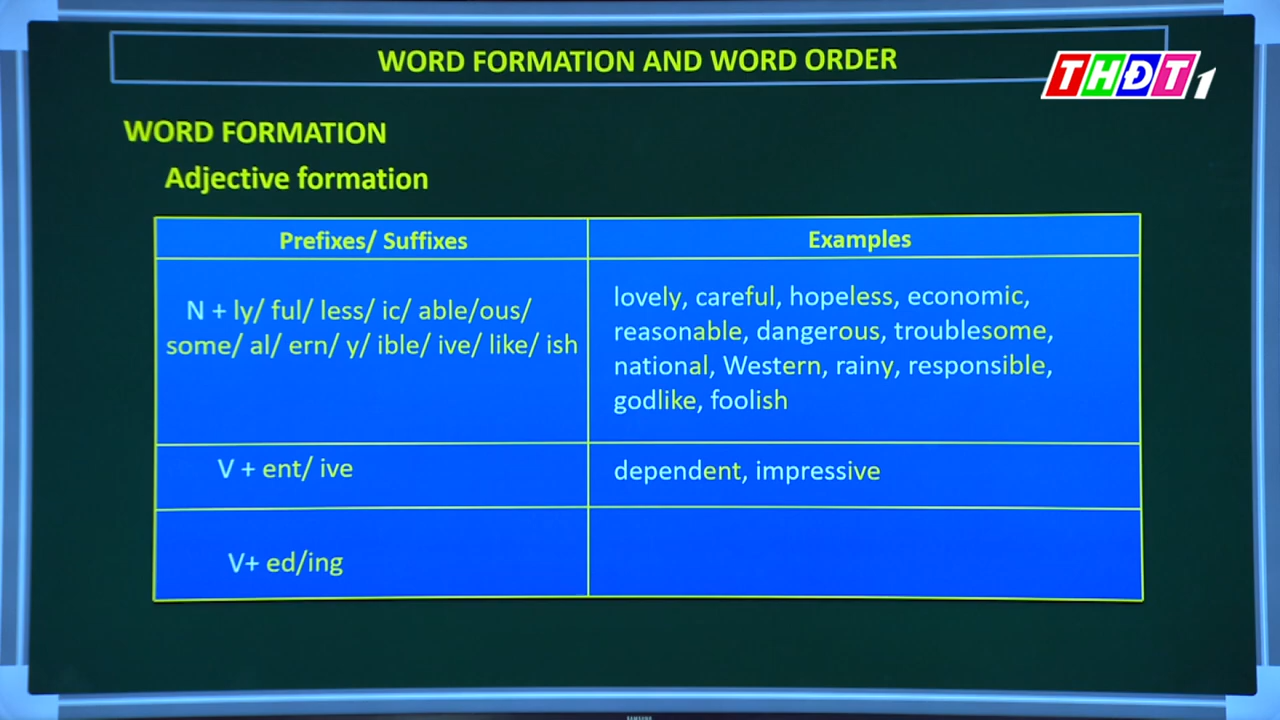 WORD FORMATION AND WORD ORDER
THĐT1
WORD FORMATION
Adjective formation
Prefixes/ Suffixes
Examples
N + ly/ ful/ less/ ic/ able/ous/
some/ al/ ern/ y/ ible/ ive/ like/ ish
lovely, careful, hopeless, economic,
reasonable, dangerous, troublesome,
national, Western, rainy, responsible,
godlike, foolish
V + ent/ ive
dependent, impressive
V+ ed/ing
SAMSUNG